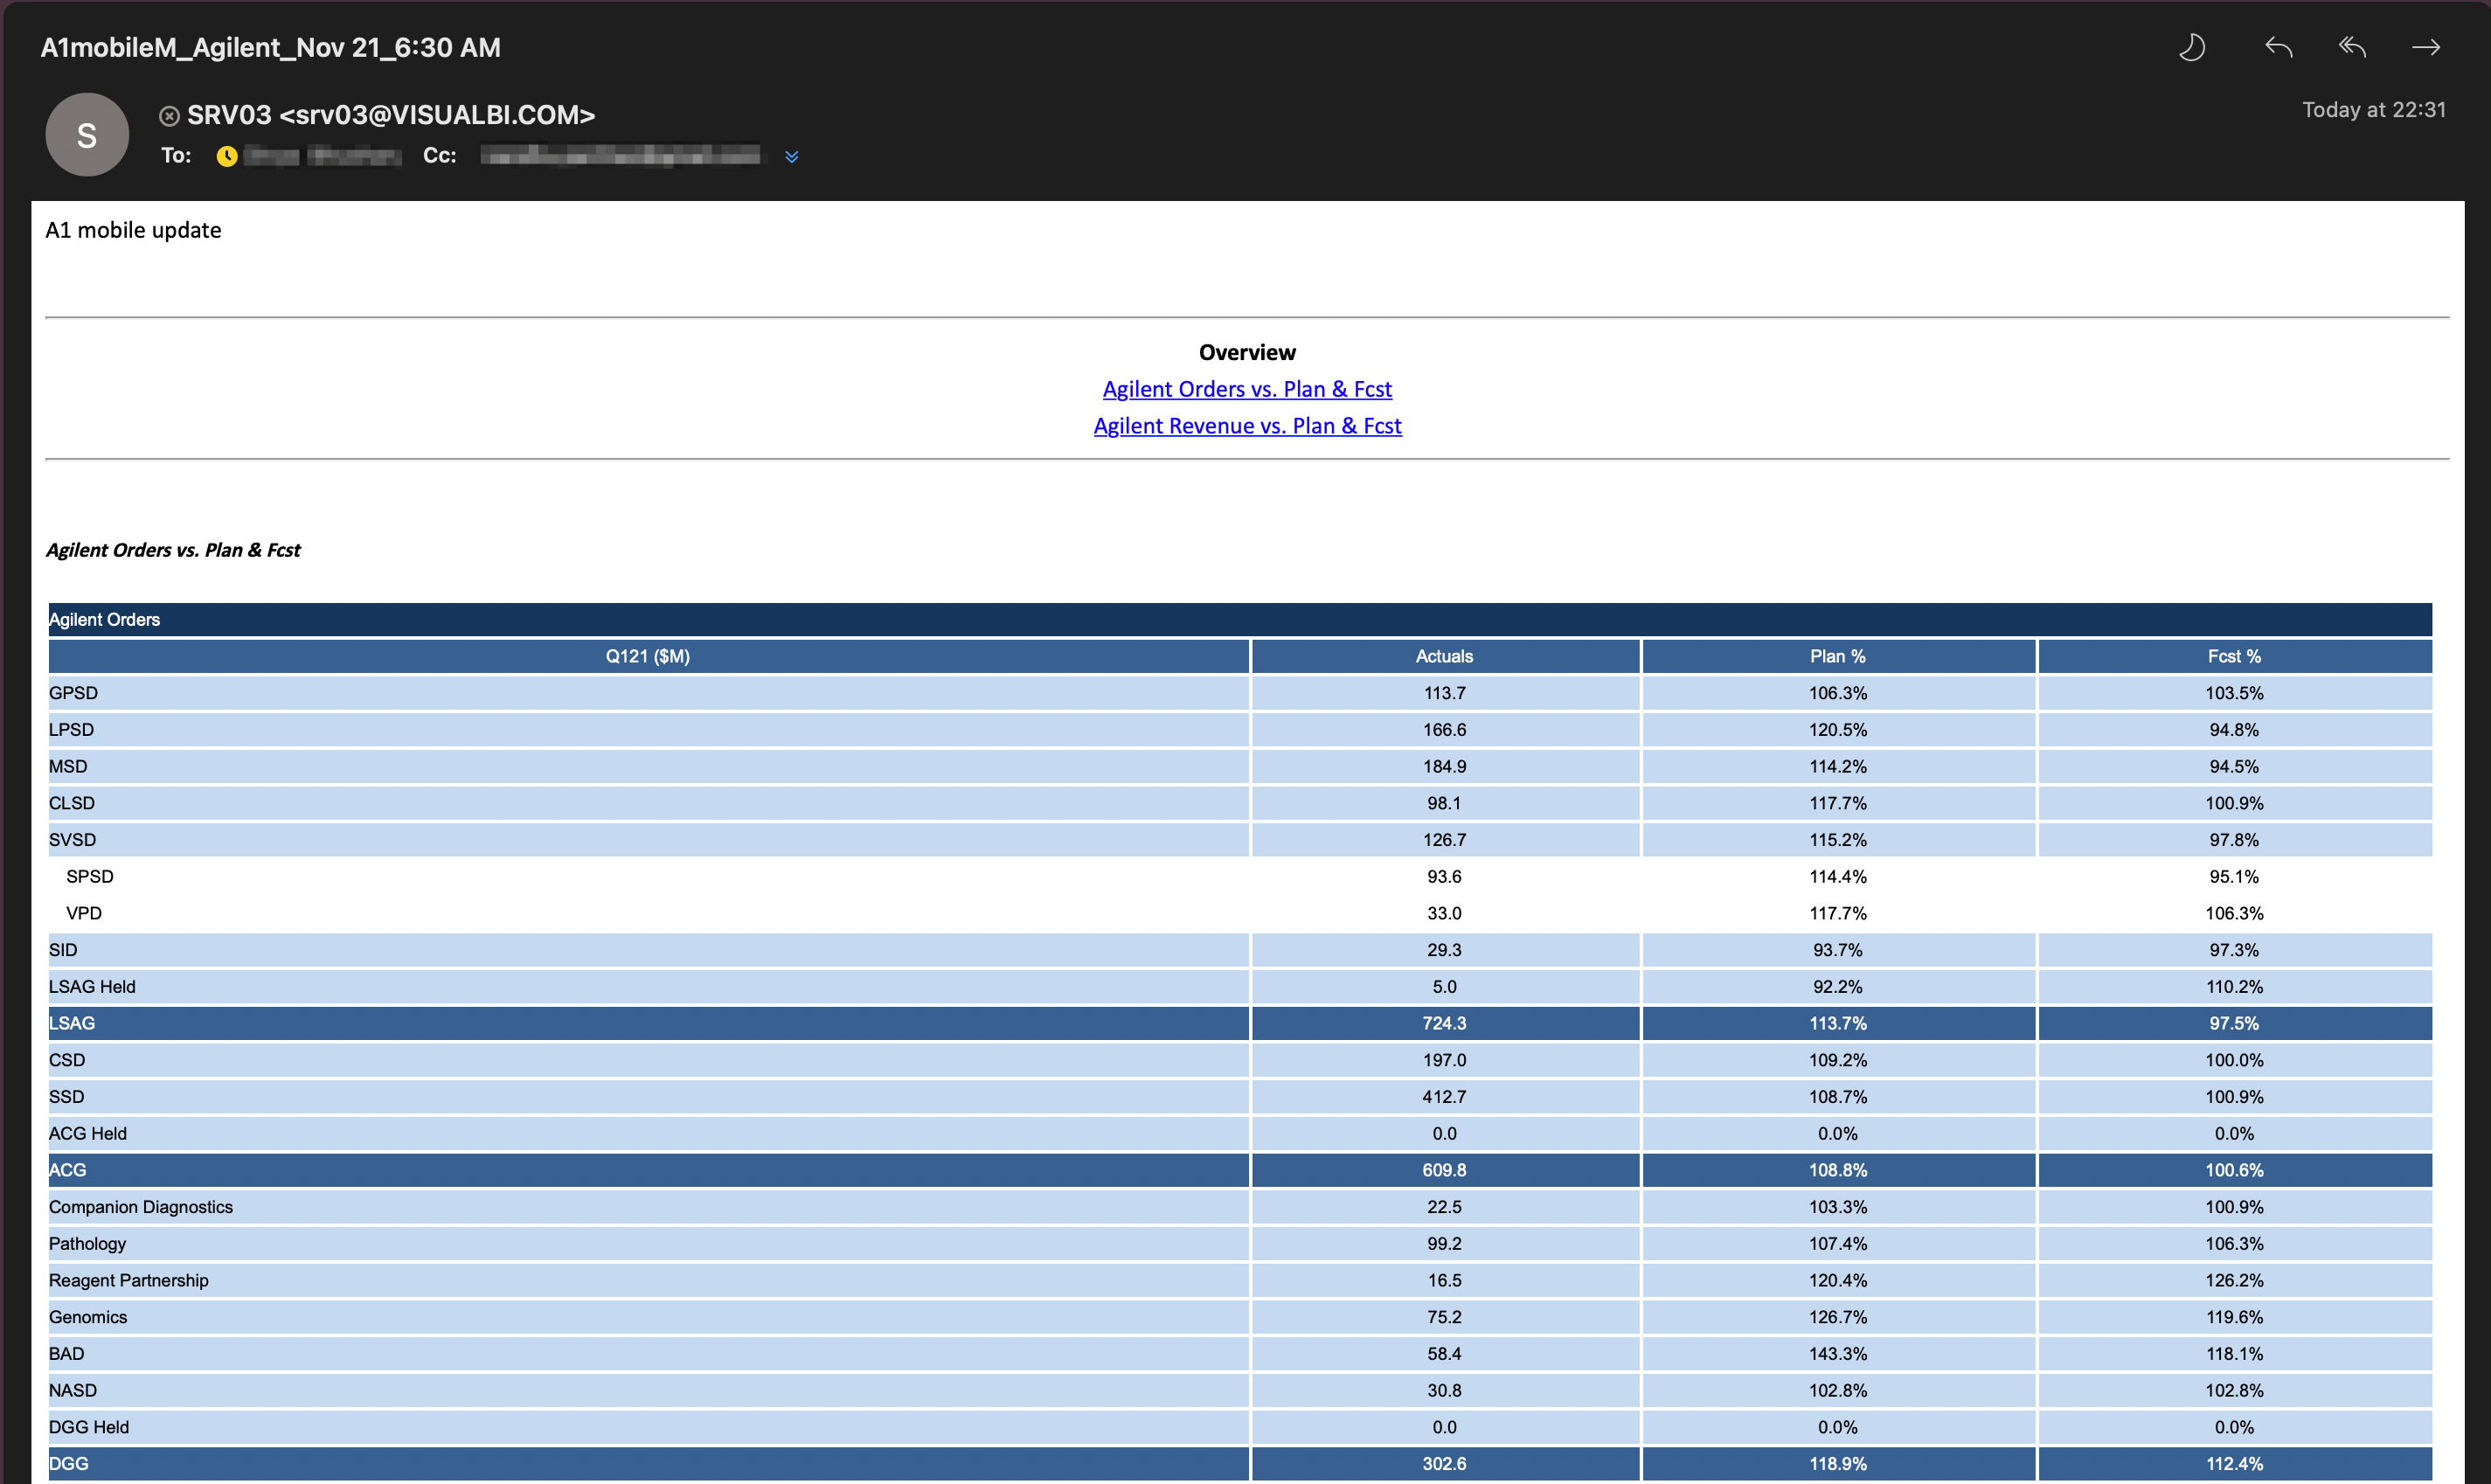 A1mobileM_Agilent_Nov 21_6:30 AM
S
SRV03 <srv03@VISUALBI.COM>
Today at 22:31
To: Cc:
A1 mobile update
Overview
Agilent Orders vs. Plan & Fcst
Agilent Revenue vs. Plan & Fcst
Agilent Orders vs. Plan & Fcst
Agilent Orders
Q121 ($M) Actuals Plan % Fcst %
GPSD 113.7 106.3% 103.5%
LPSD 166.6 120.5% 94.8%
MSD 184.9 114.2% 94.5%
CLSD 98.1 117.7% 100.9%
SVSD 126.7 115.2% 97.8%
SPSD 93.6 114.4% 95.1%
VPD 33.0 117.7% 106.3%
SID 29.3 93.7% 97.3%
LSAG Held 5.0 92.2% 110.2%
LSAG 724.3 113.7% 97.5%
CSD 197.0 109.2% 100.0%
SSD 412.7 108.7% 100.9%
ACG Held 0.0 0.0% 0.0%
ACG 609.8 108.8% 100.6%
Companion Diagnostics 22.5 103.3% 100.9%
Pathology 99.2 107.4% 106.3%
Reagent Partnership 16.5 120.4% 126.2%
Genomics 75.2 126.7% 119.6%
BAD 58.4 143.3% 118.1%
NASD 30.8 102.8% 102.8%
DGG Held 0.0 0.0% 0.0%
DGG 302.6 118.9% 112.4%